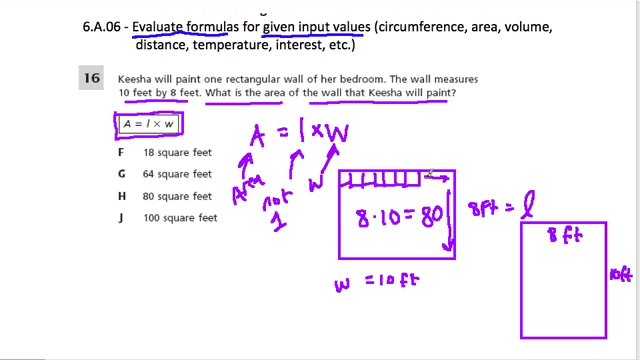 6.A.06 - Evaluate formulas for given input values (circumference, area, volume,
distance, temperature, interest, etc.)
16 Keesha will paint one rectangular wall of her bedroom. The wall measures
10 feet by 8 feet. What is the area of the wall that Keesha will paint?
A = l × w
A = l × W
F 18 square feet
G 64 square feet
H 80 square feet
J 100 square feet
Area
not
1
W
8 · 10 = 80
8ft = l
w = 10ft
8 ft
10ft